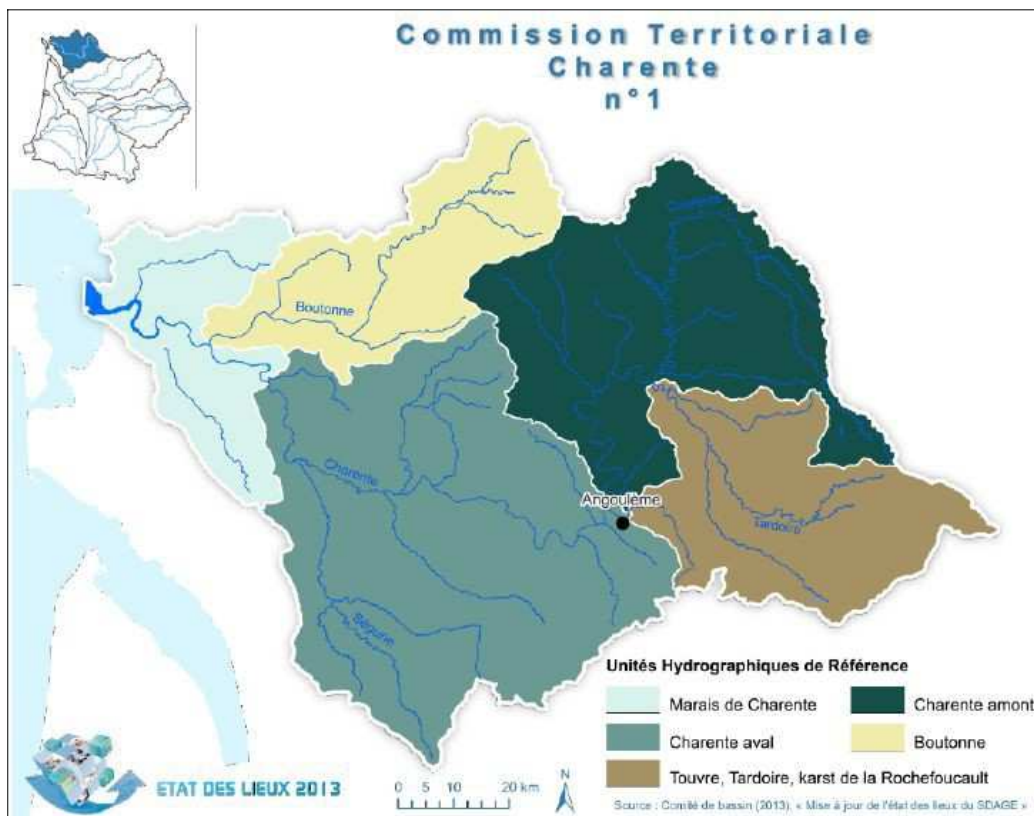 Commission Territoriale
Charente
n°1
Boutonne
Charente
Angoulême
Tardoire
Seugne
Unités Hydrographiques de Référence
Marais de Charente
Charente amont
Charente aval
Boutonne
Touvre, Tardoire, karst de la Rochefoucault
ETAT DES LIEUX 2013
0 5 10 20 km
N
Source : Comité de bassin (2013), « Mise à jour de l'état des lieux du SDAGE »